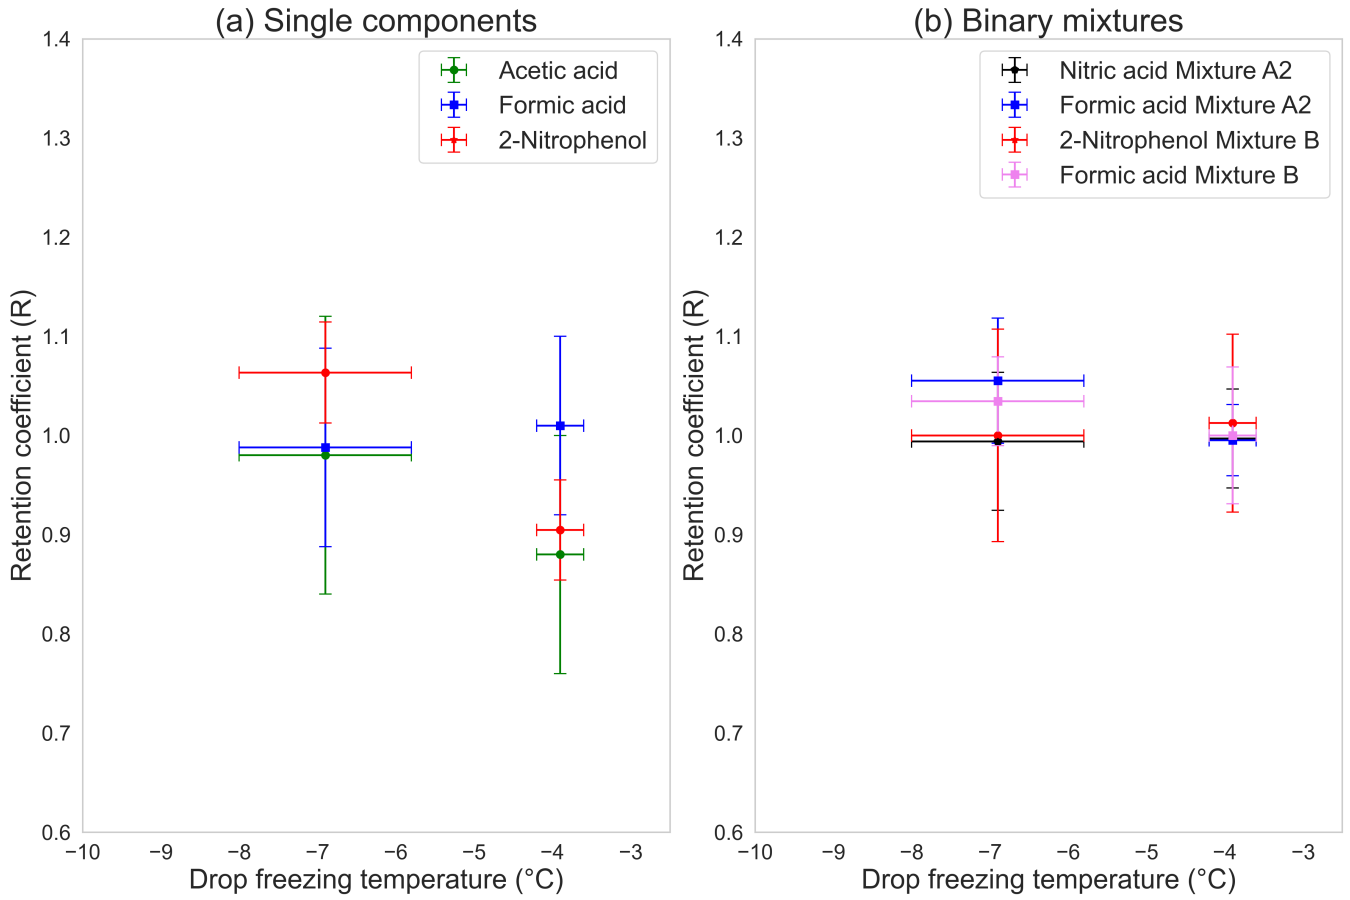 (a) Single components
1.4
1.3
1.2
1.1
1.0
0.9
0.8
0.7
0.6
Retention coefficient (R)
Acetic acid
Formic acid
2-Nitrophenol
−10 −9 −8 −7 −6 −5 −4 −3
Drop freezing temperature (°C)
(b) Binary mixtures
1.4
1.3
1.2
1.1
1.0
0.9
0.8
0.7
0.6
Retention coefficient (R)
Nitric acid Mixture A2
Formic acid Mixture A2
2-Nitrophenol Mixture B
Formic acid Mixture B
−10 −9 −8 −7 −6 −5 −4 −3
Drop freezing temperature (°C)